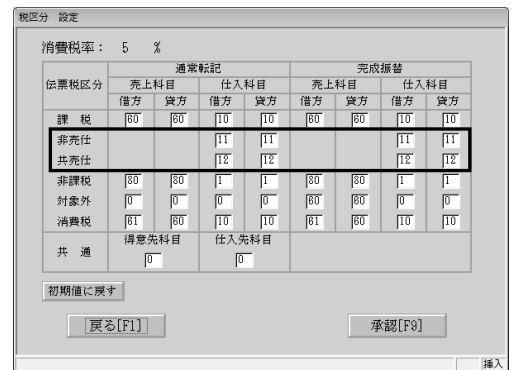 税区分 設定
消費税率： 5 %
伝票税区分 通常転記 完成振替
売上科目 仕入科目 売上科目 仕入科目
借方 貸方 借方 貸方 借方 貸方 借方 貸方
課 税 60 60 10 10 60 60 10 10
非売仕 11 11 11 11
共売仕 12 12 12 12
非課税 80 80 1 1 80 80 1 1
対象外 0 0 0 0 60 60 0 0
消費税 61 60 10 10 61 60 10 10
共 通 得意先科目 仕入先科目
0 0
初期値に戻す
戻る[F1] 承認[F9]
挿入